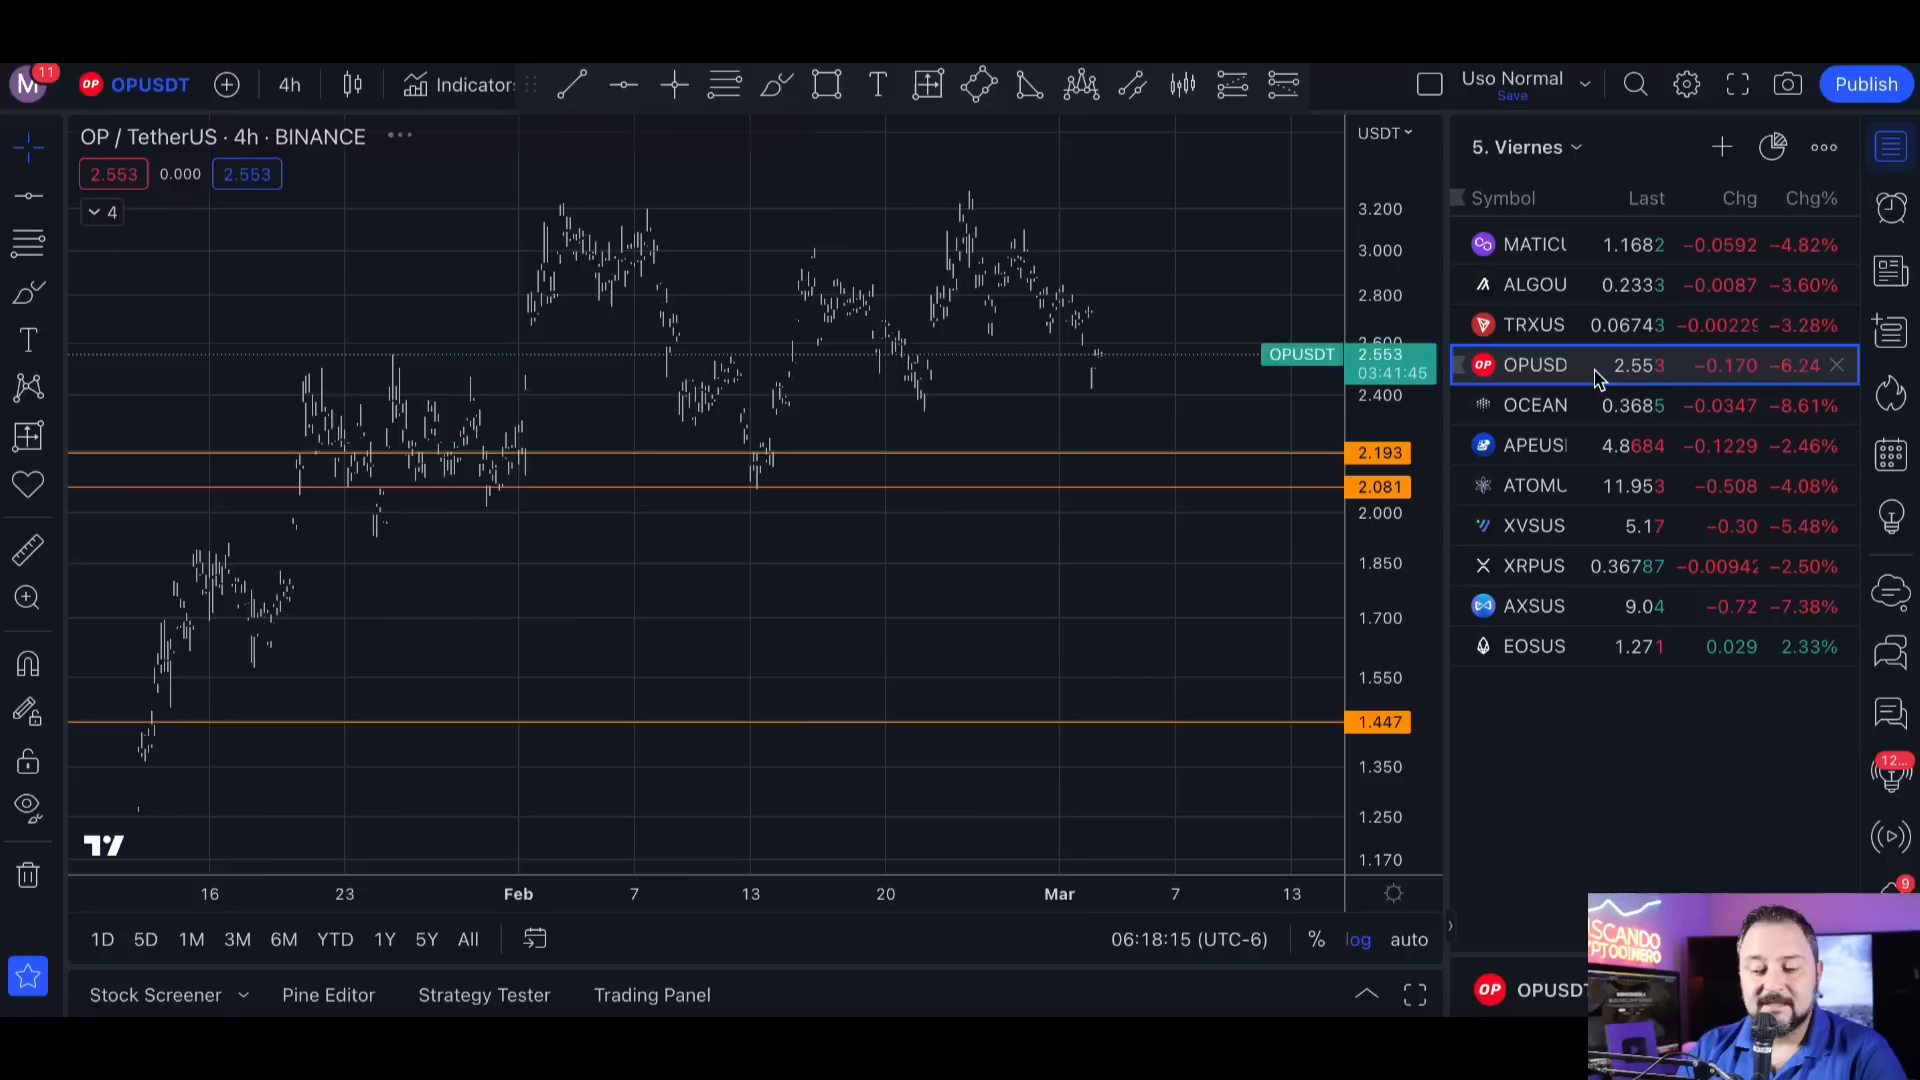 M 11 OP OPUSDT 4h Indicators Uso Normal Save Publish
OP / TetherUS · 4h · BINANCE
2.553 0.000 2.553
4
USDT
3.200
3.000
2.800
2.600
OPUSDT 2.553
03:41:45
2.400
2.193
2.081
2.000
1.850
1.700
1.550
1.447
1.350
1.250
1.170
16 23 Feb 7 13 20 Mar 7 13
1D 5D 1M 3M 6M YTD 1Y 5Y All 06:18:15 (UTC-6) % log auto
Stock Screener Pine Editor Strategy Tester Trading Panel
5. Viernes
Symbol Last Chg Chg%
MATICU 1.1682 −0.0592 −4.82%
ALGOU 0.2333 −0.0087 −3.60%
TRXUS 0.06743 −0.00229 −3.28%
OP OPUSD 2.553 −0.170 −6.24
OCEAN 0.3685 −0.0347 −8.61%
APEUS 4.8684 −0.1229 −2.46%
ATOMU 11.953 −0.508 −4.08%
XVSUS 5.17 −0.30 −5.48%
XRPUS 0.36787 −0.00942 −2.50%
AXSUS 9.04 −0.72 −7.38%
EOSUS 1.271 0.029 2.33%
12...
9
OP OPUSDT
SCANDO
PTODINERO